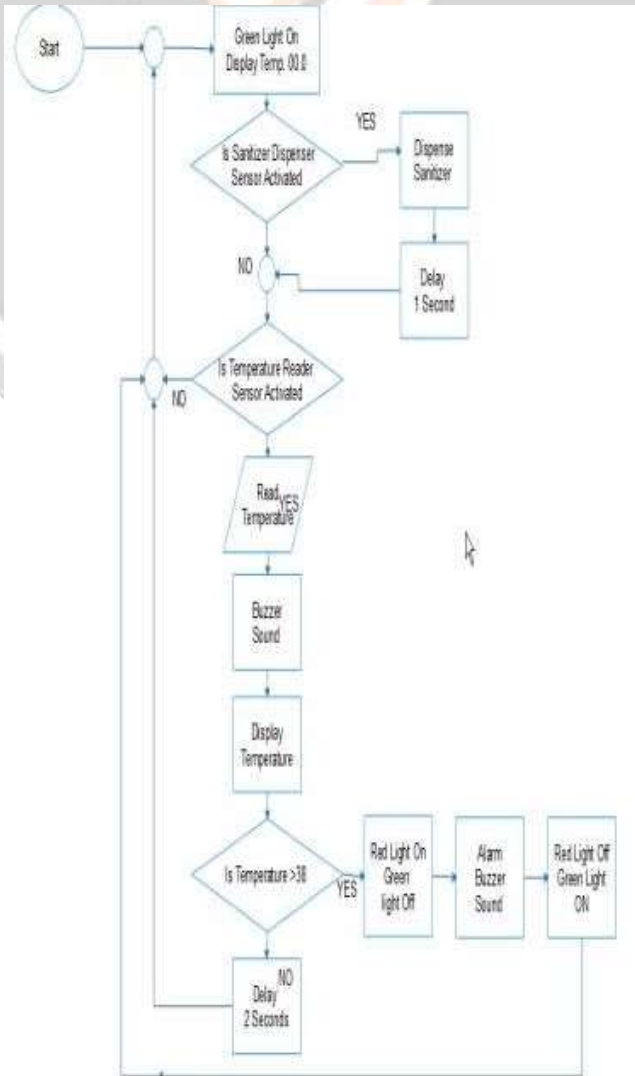 Start
Green Light On
Display Temp. 00.0
Is Sanitizer Dispenser
Sensor Activated
YES
Dispense
Sanitizer
NO
Delay
1 Second
Is Temperature Reader
Sensor Activated
NO
Read
YES
Temperature
Buzzer
Sound
Display
Temperature
Is Temperature >38
YES
Red Light On
Green
light Off
Alarm
Buzzer
Sound
Red Light Off
Green Light
ON
NO
Delay
2 Seconds